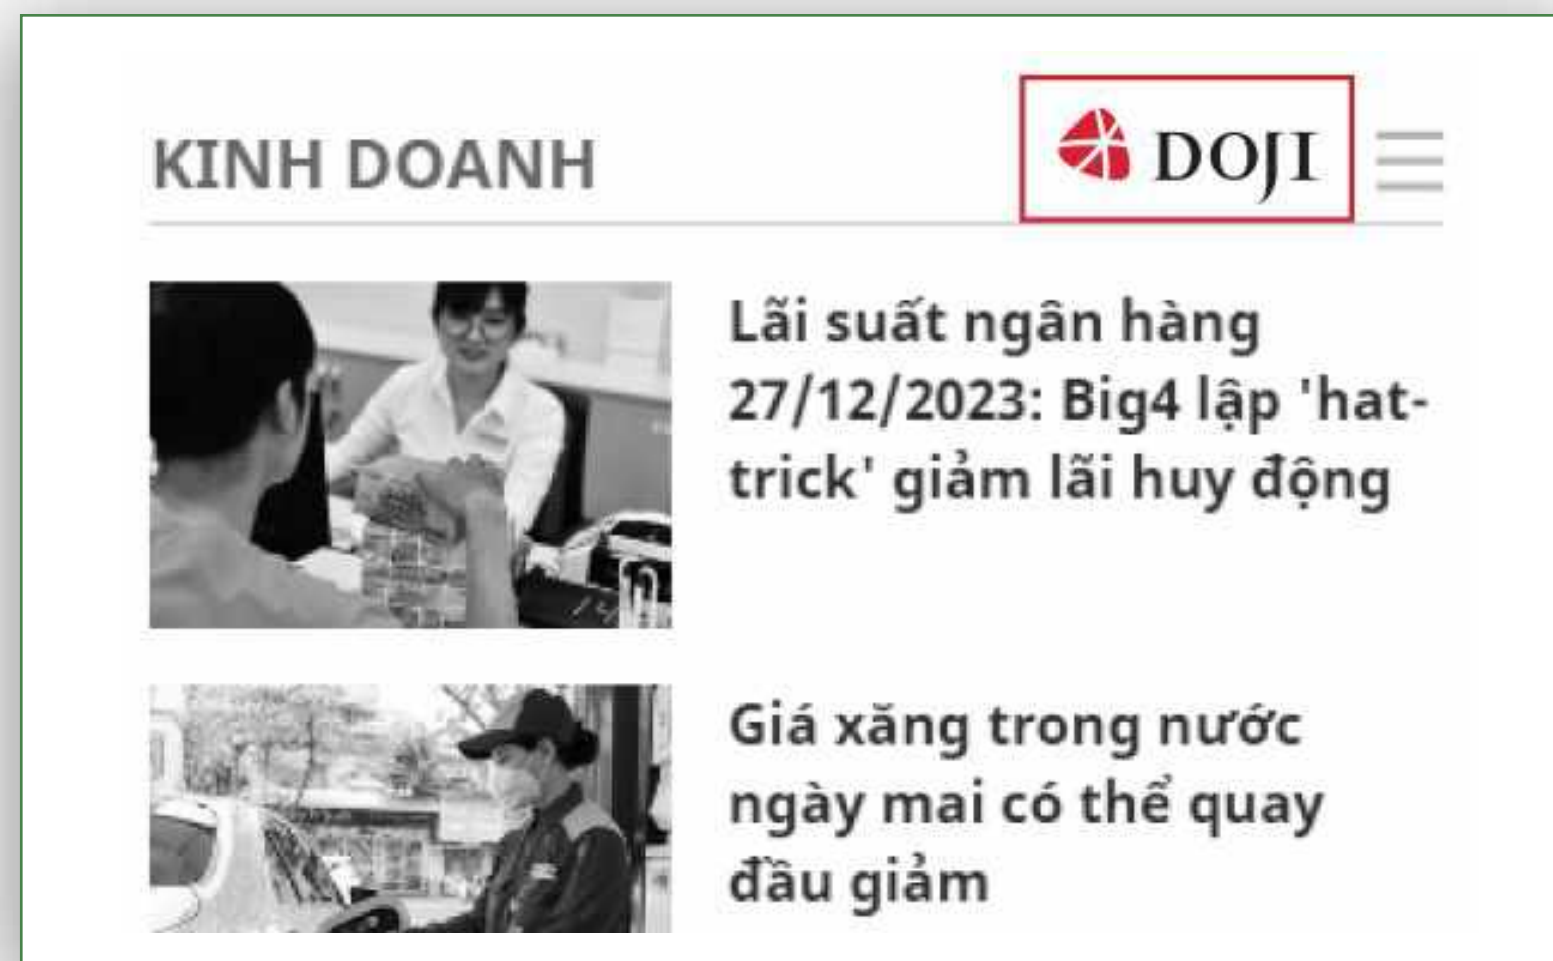 KINH DOANH
DOJI
Lãi suất ngân hàng
27/12/2023: Big4 lập 'hat-
trick' giảm lãi huy động
Giá xăng trong nước
ngày mai có thể quay
đầu giảm